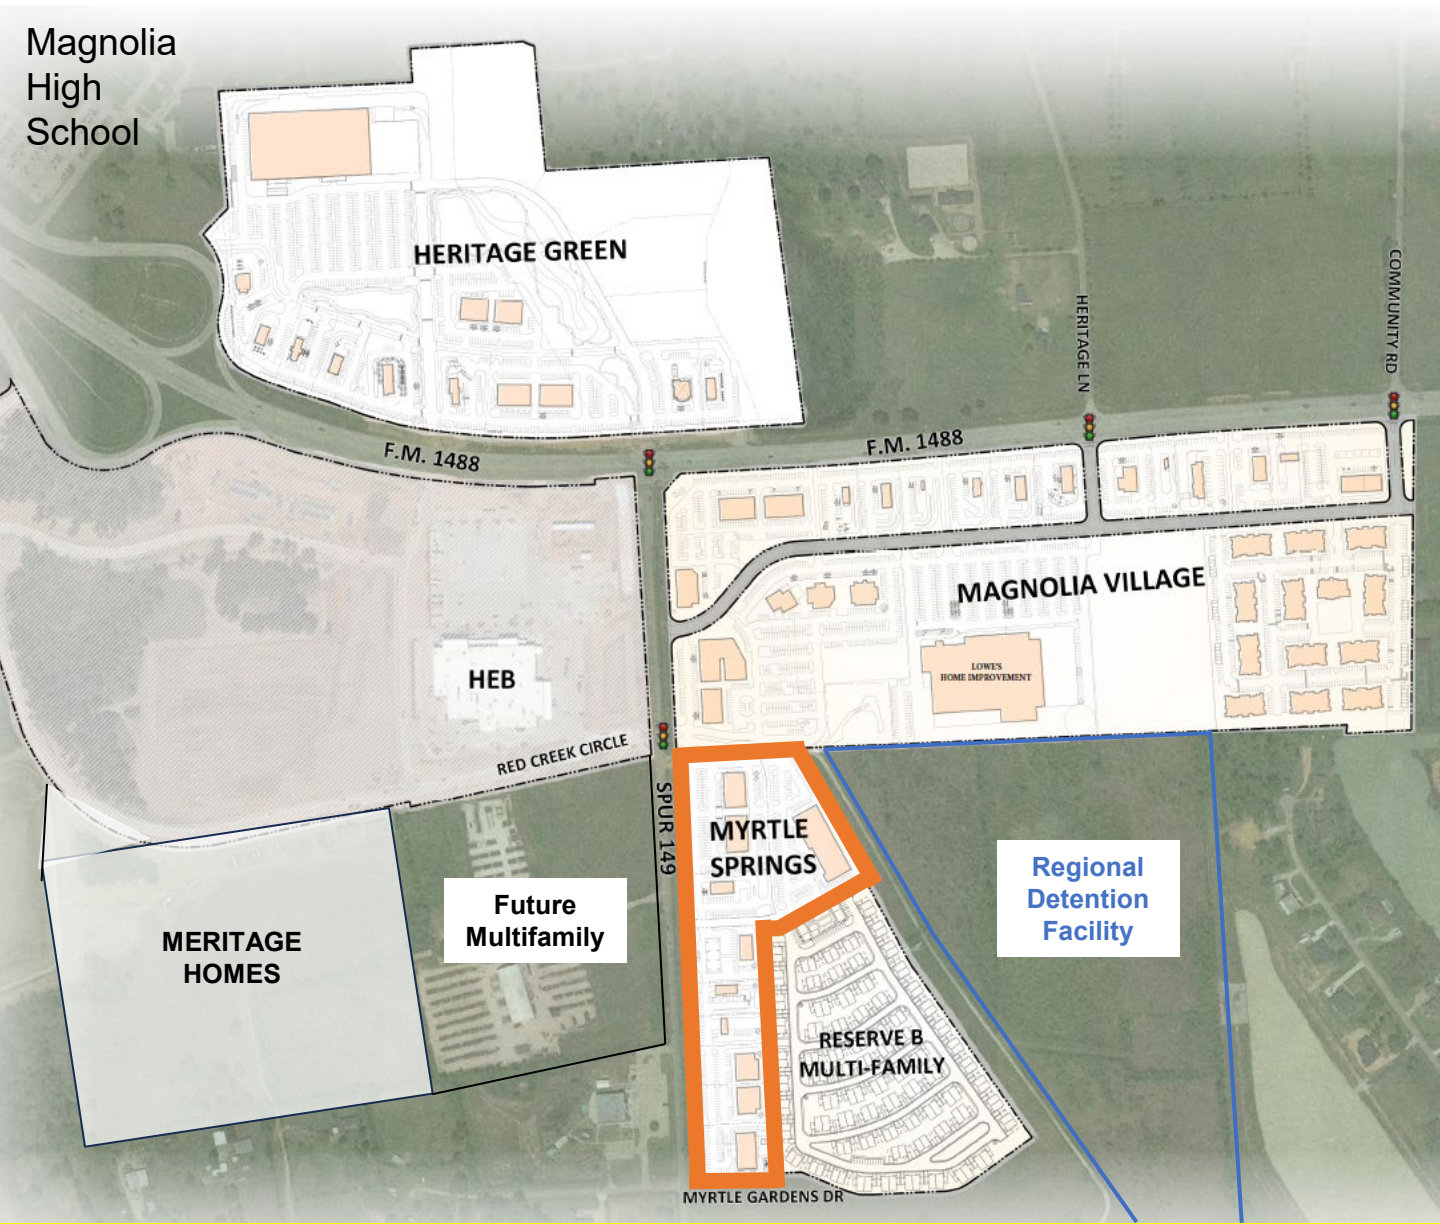 Magnolia
High
School
HERITAGE GREEN
HERITAGE LN
COMMUNITY RD
F.M. 1488
F.M. 1488
MAGNOLIA VILLAGE
LOWE'S
HOME IMPROVEMENT
HEB
RED CREEK CIRCLE
SPUR 149
MYRTLE
SPRINGS
Regional
Detention
Facility
Future
Multifamily
MERITAGE
HOMES
RESERVE B
MULTI-FAMILY
MYRTLE GARDENS DR